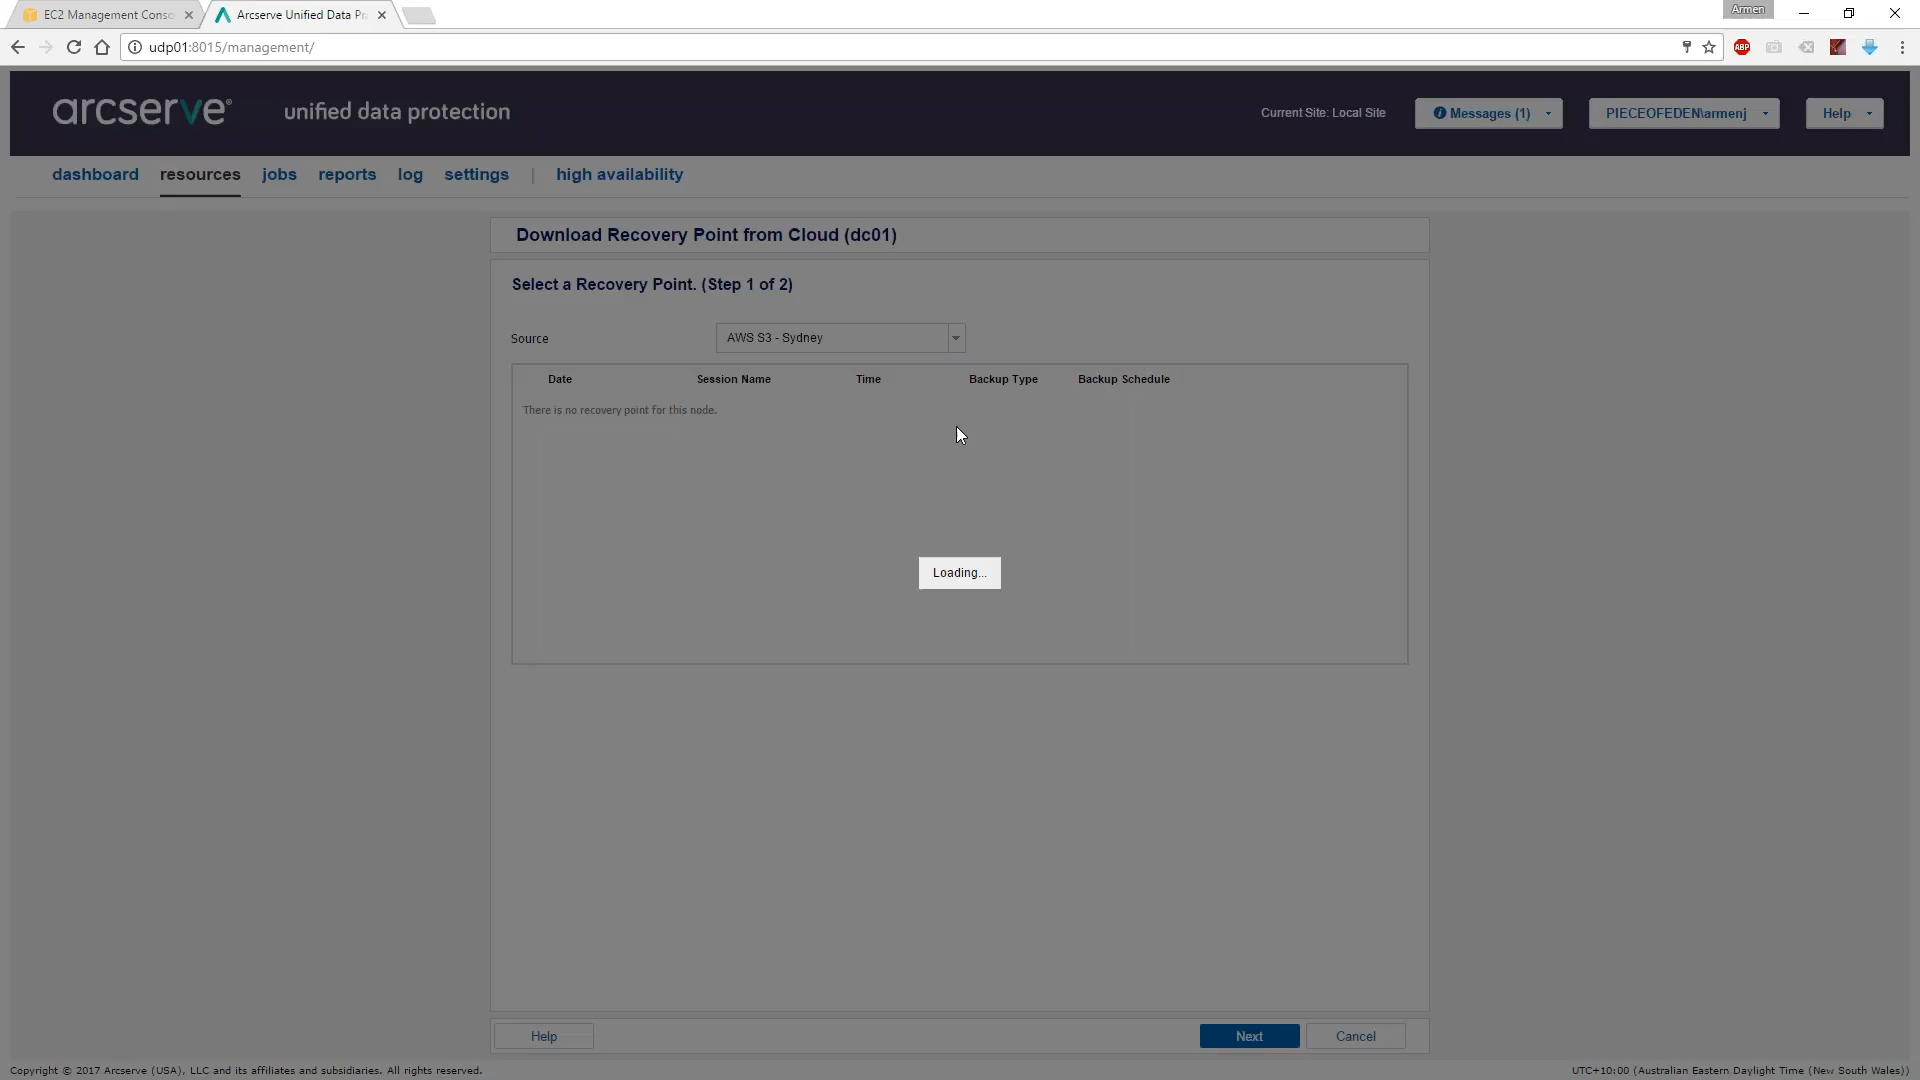 EC2 Management Conso
Arcserve Unified Data Pr
Armen
udp01:8015/management/
ABP
arcserve®
unified data protection
Current Site: Local Site
Messages (1)
PIECEOFEDEN\armenj
Help
dashboard
resources
jobs
reports
log
settings
|
high availability
Download Recovery Point from Cloud (dc01)
Select a Recovery Point. (Step 1 of 2)
Source
AWS S3 - Sydney
Date
Session Name
Time
Backup Type
Backup Schedule
There is no recovery point for this node.
Loading...
Help
Next
Cancel
Copyright © 2017 Arcserve (USA), LLC and its affiliates and subsidiaries. All rights reserved.
UTC+10:00 (Australian Eastern Daylight Time (New South Wales))